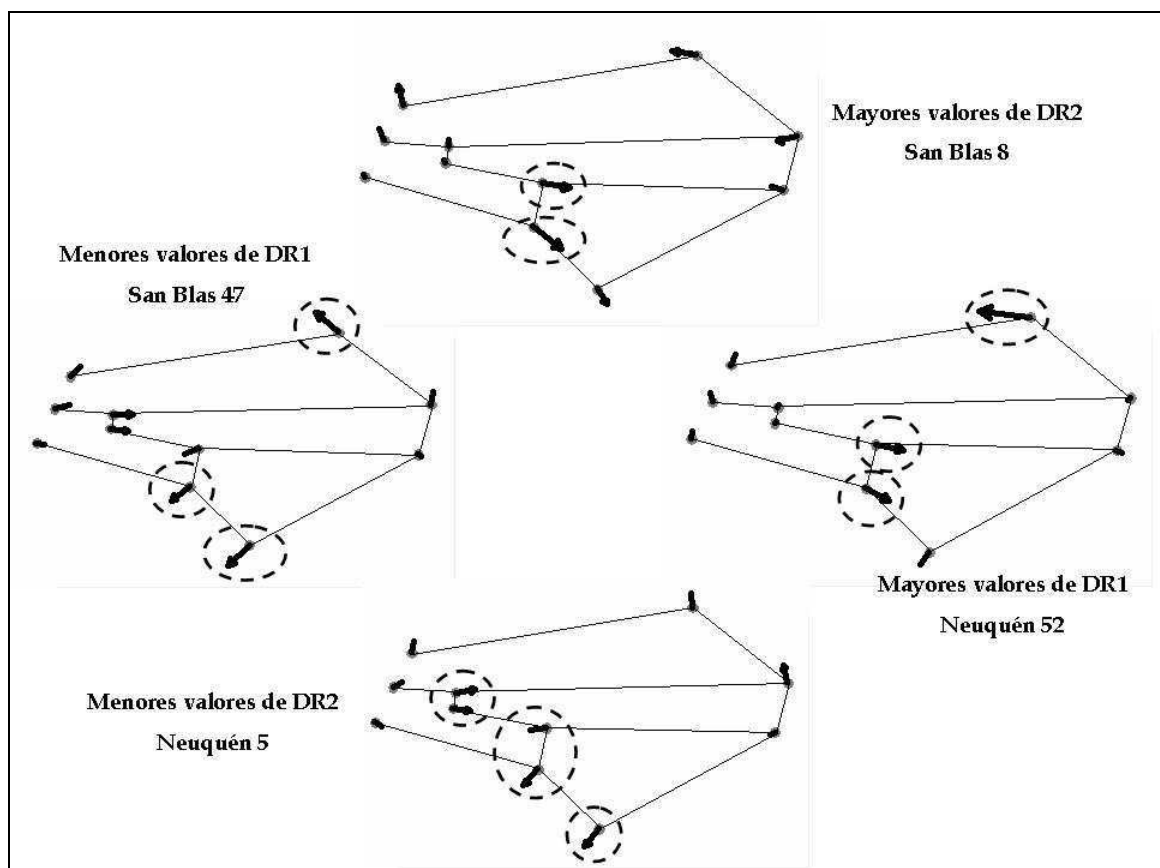 Mayores valores de DR2
San Blas 8
Menores valores de DR1
San Blas 47
Mayores valores de DR1
Neuquén 52
Menores valores de DR2
Neuquén 5